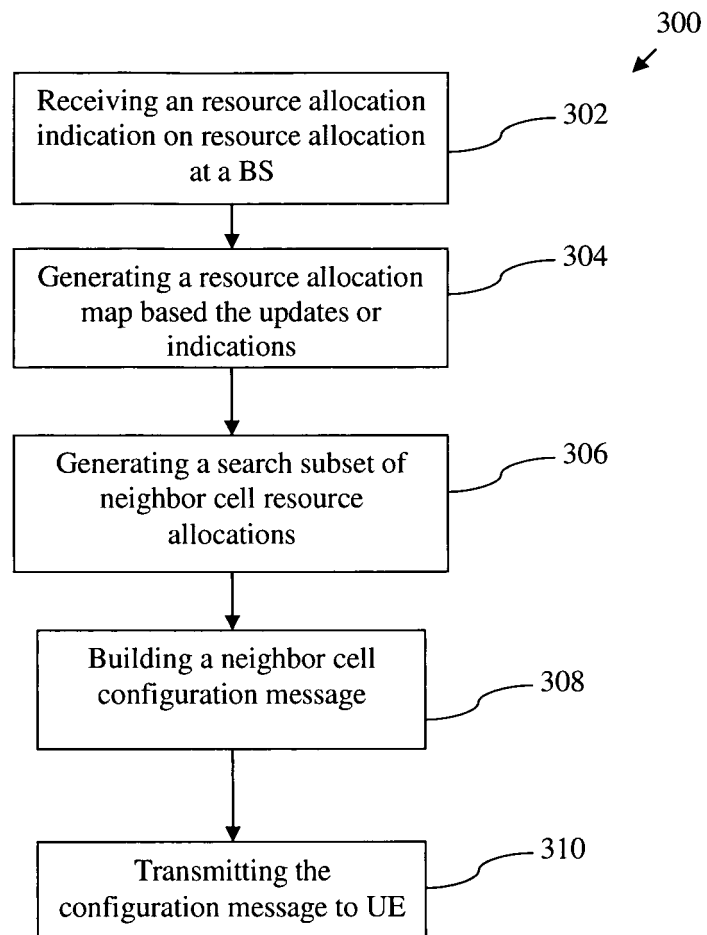 300
Receiving an resource allocation
indication on resource allocation
at a BS
302
Generating a resource allocation
map based the updates or
indications
304
Generating a search subset of
neighbor cell resource
allocations
306
Building a neighbor cell
configuration message
308
Transmitting the
configuration message to UE
310